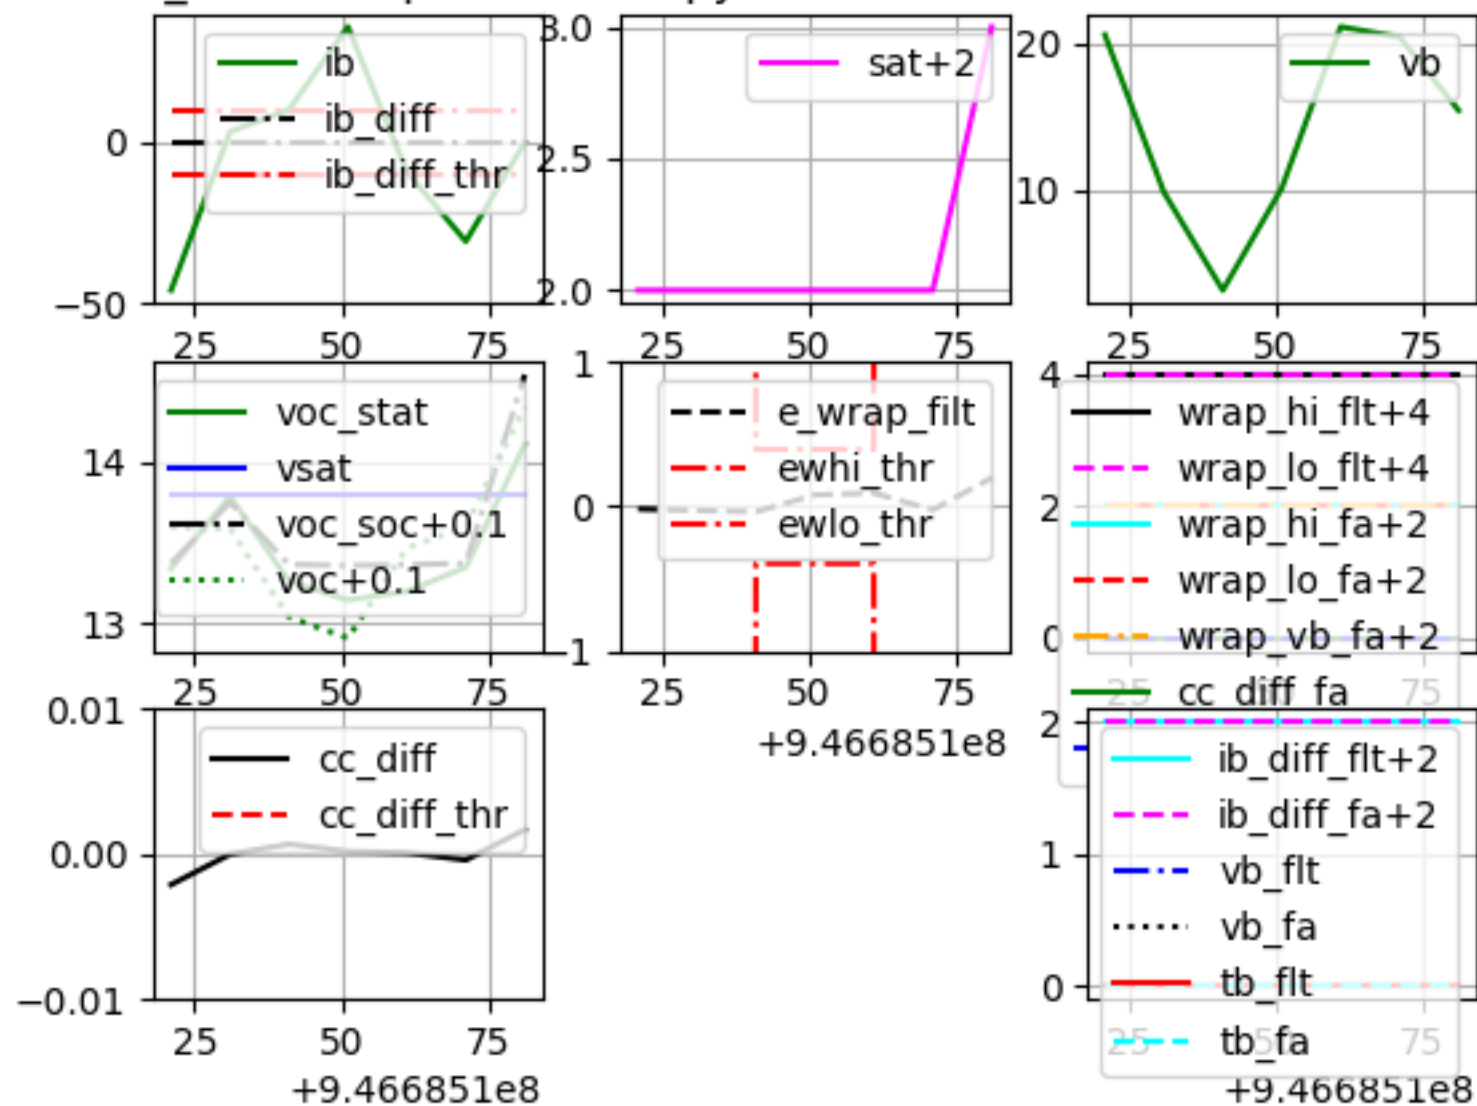 ib
ib_diff
ib_diff_thr
0
−50
25 50 75
sat+2
3.0
2.5
2.0
25 50 75
vb
20
10
25 50 75
voc_stat
vsat
voc_soc+0.1
voc+0.1
14
13
25 50 75
e_wrap_filt
ewhi_thr
ewlo_thr
1
0
−1
25 50 75
+9.466851e8
wrap_hi_flt+4
wrap_lo_flt+4
wrap_hi_fa+2
wrap_lo_fa+2
wrap_vb_fa+2
cc_diff_fa
4
2
0
25 75
cc_diff
cc_diff_thr
0.01
0.00
−0.01
25 50 75
+9.466851e8
ib_diff_flt+2
ib_diff_fa+2
vb_flt
vb_fa
tb_flt
tb_fa
2
1
0
25 50 75
+9.466851e8